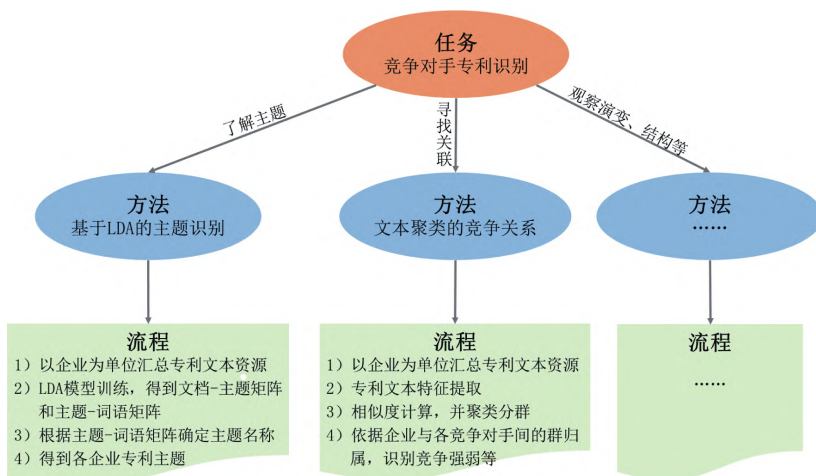 任务
竞争对手专利识别
了解主题
寻找关联
观察演变、结构等
方法
基于LDA的主题识别
方法
文本聚类的竞争关系
方法
……
流程
1）以企业为单位汇总专利文本资源
2）LDA模型训练，得到文档-主题矩阵
和主题-词语矩阵
3）根据主题-词语矩阵确定主题名称
4）得到各企业专利主题
流程
1）以企业为单位汇总专利文本资源
2）专利文本特征提取
3）相似度计算，并聚类分群
4）依据企业与各竞争对手间的群归
属，识别竞争强弱等
流程
……